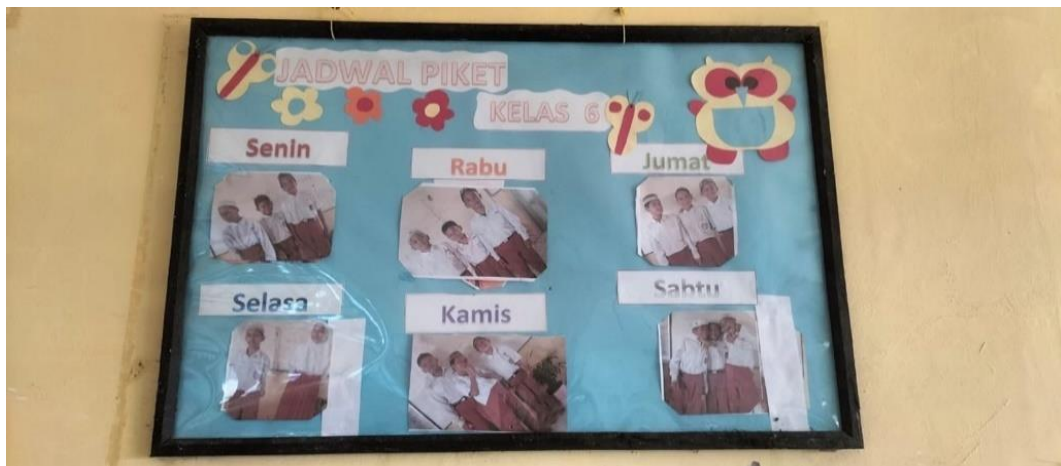 JADWAL PIKET
KELAS 6
Senin
Rabu
Jumat
Selasa
Kamis
Sabtu